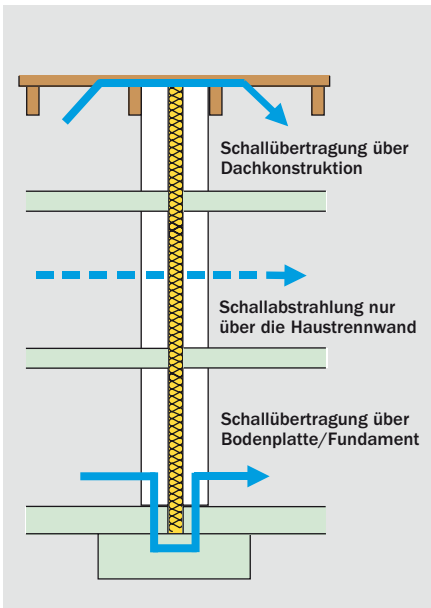 Schallübertragung über
Dachkonstruktion
Schallabstrahlung nur
über die Haustrennwand
Schallübertragung über
Bodenplatte/Fundament